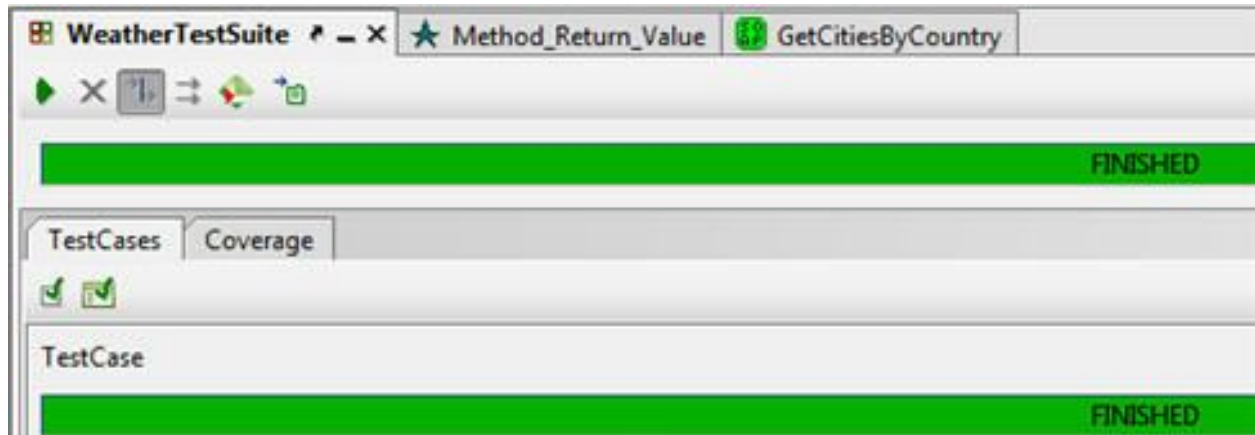 WeatherTestSuite Method_Return_Value GetCitiesByCountry
FINISHED
TestCases Coverage
TestCase
FINISHED